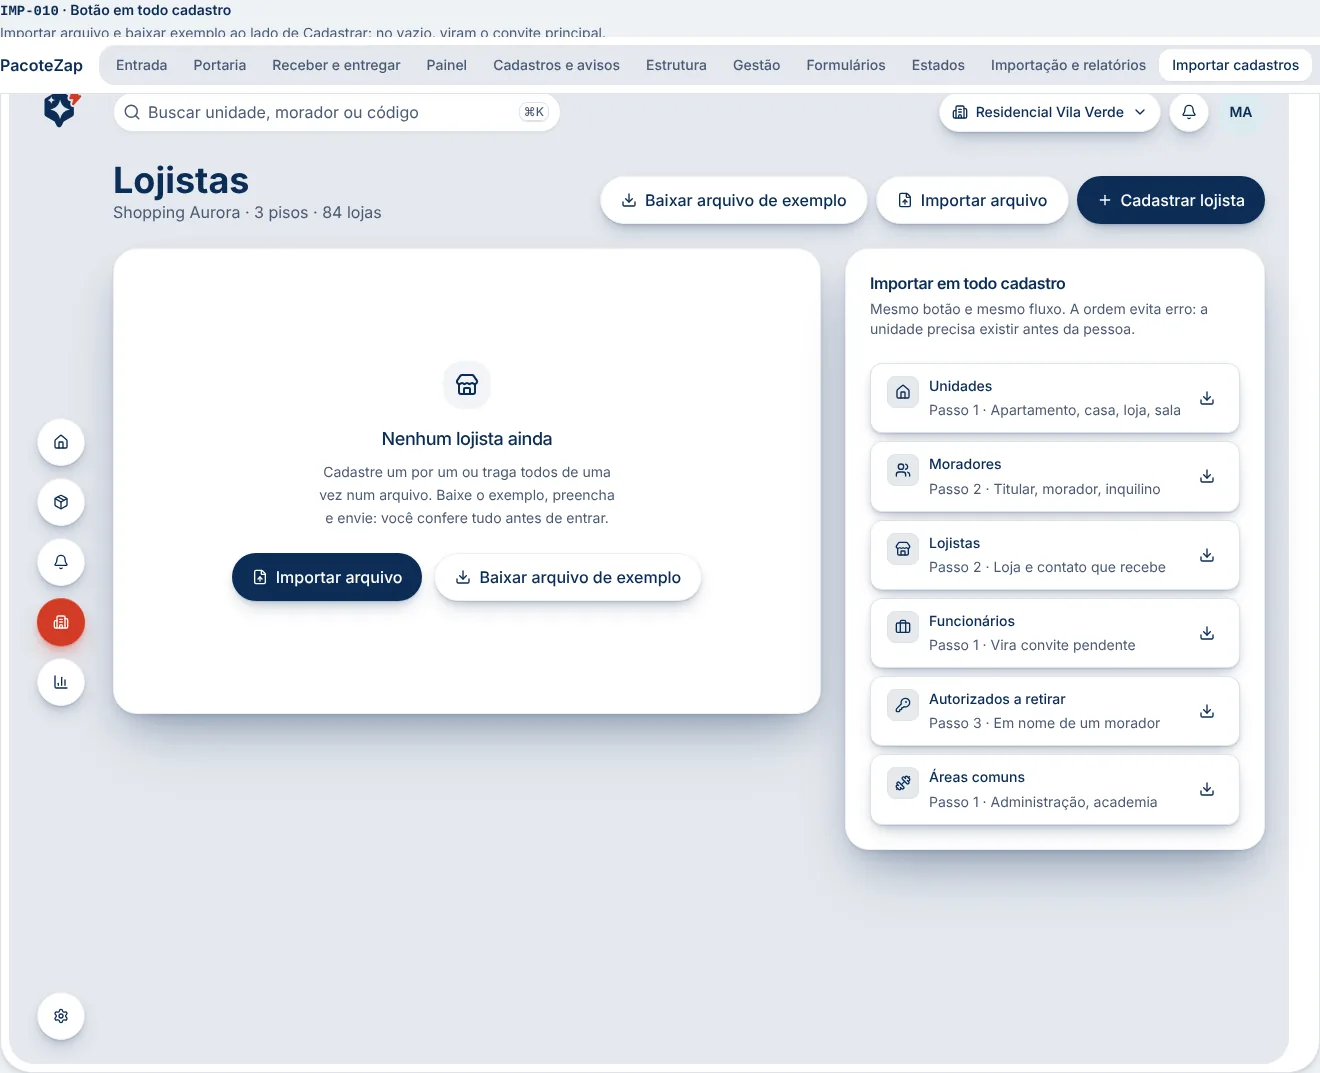 IMP-010 · Botão em todo cadastro
Importar arquivo e baixar exemplo ao lado de Cadastrar; no vazio, viram o convite principal.
PacoteZap
Entrada
Portaria
Receber e entregar
Painel
Cadastros e avisos
Estrutura
Gestão
Formulários
Estados
Importação e relatórios
Importar cadastros
Buscar unidade, morador ou código
⌘K
Residencial Vila Verde
MA
Lojistas
Shopping Aurora · 3 pisos · 84 lojas
Baixar arquivo de exemplo
Importar arquivo
+ Cadastrar lojista
Nenhum lojista ainda
Cadastre um por um ou traga todos de uma
vez num arquivo. Baixe o exemplo, preencha
e envie: você confere tudo antes de entrar.
Importar arquivo
Baixar arquivo de exemplo
Importar em todo cadastro
Mesmo botão e mesmo fluxo. A ordem evita erro: a
unidade precisa existir antes da pessoa.
Unidades
Passo 1 · Apartamento, casa, loja, sala
Moradores
Passo 2 · Titular, morador, inquilino
Lojistas
Passo 2 · Loja e contato que recebe
Funcionários
Passo 1 · Vira convite pendente
Autorizados a retirar
Passo 3 · Em nome de um morador
Áreas comuns
Passo 1 · Administração, academia